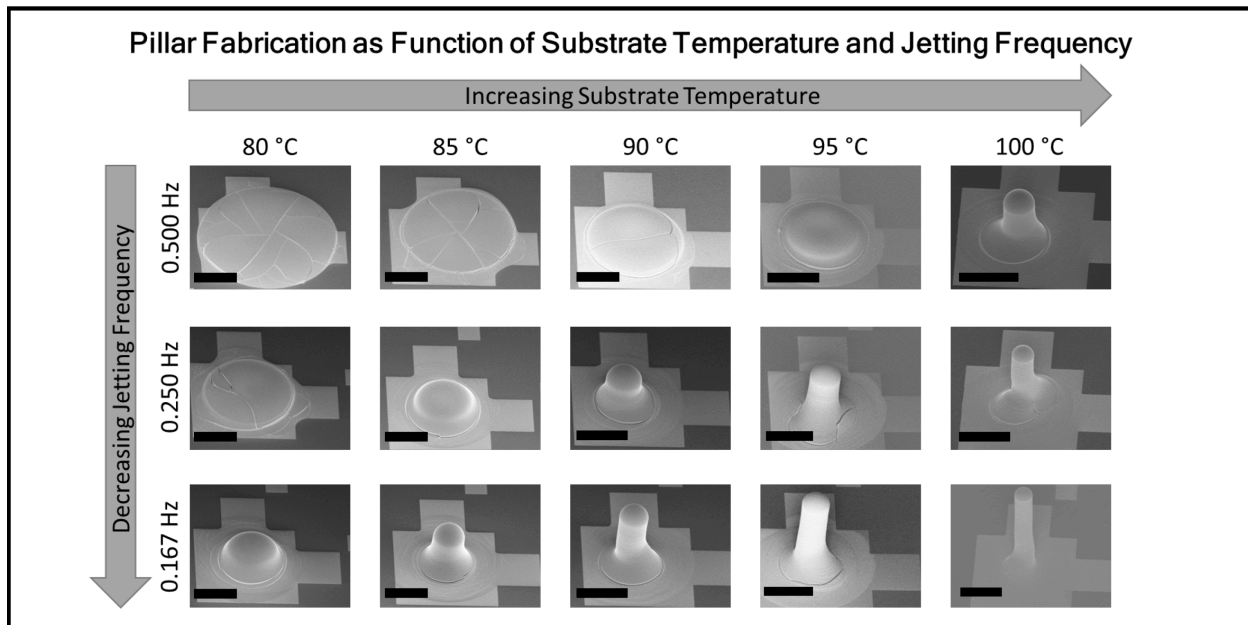 Pillar Fabrication as Function of Substrate Temperature and Jetting Frequency
Increasing Substrate Temperature
80 °C
85 °C
90 °C
95 °C
100 °C
Decreasing Jetting Frequency
0.500 Hz
0.250 Hz
0.167 Hz